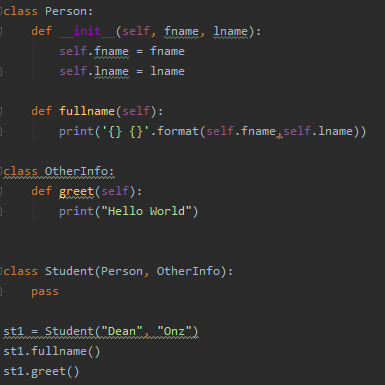 class Person:
def __init__(self, fname, lname):
self.fname = fname
self.lname = lname
def fullname(self):
print('{} {}'.format(self.fname,self.lname))
class OtherInfo:
def greet(self):
print("Hello World")
class Student(Person, OtherInfo):
pass
st1 = Student("Dean", "Onz")
st1.fullname()
st1.greet()